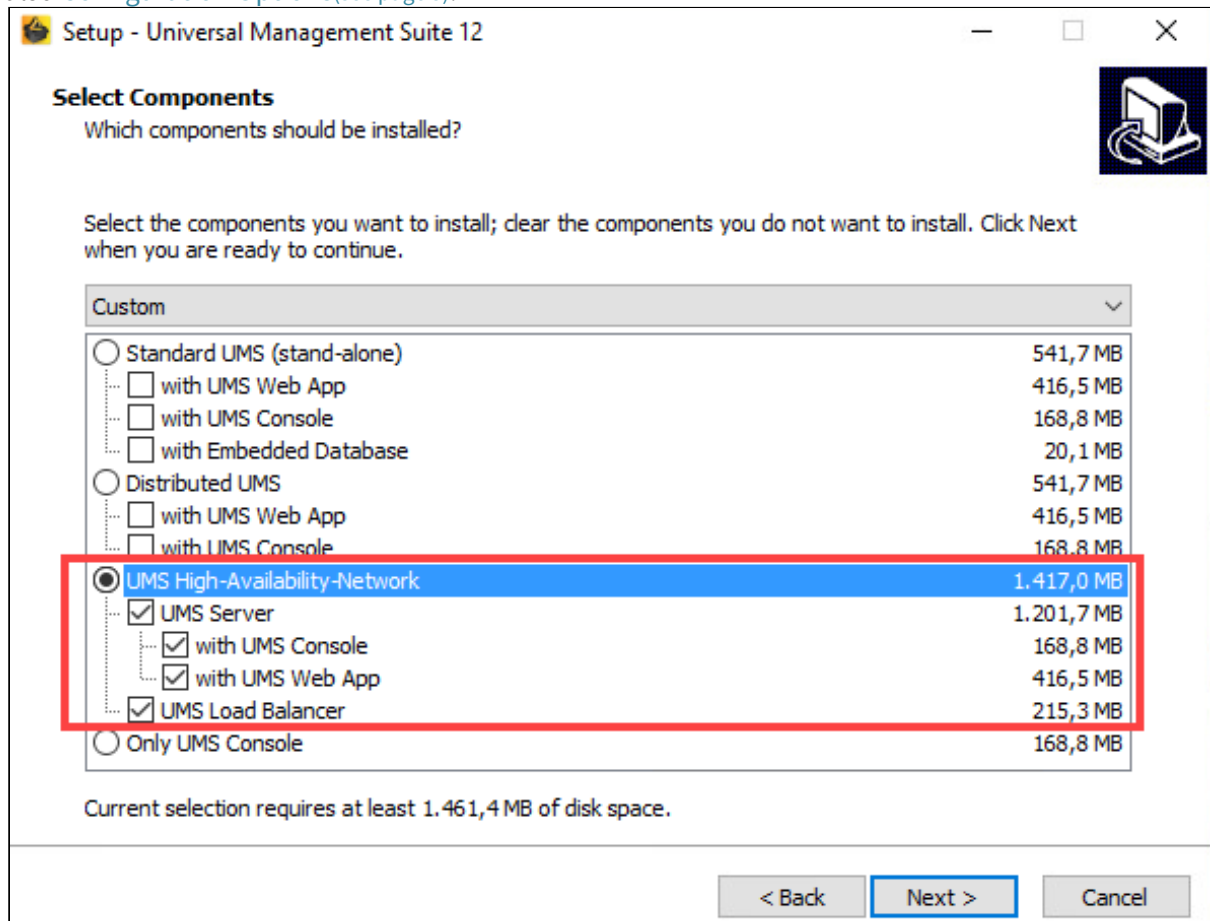 Setup - Universal Management Suite 12
Select Components
Which components should be installed?
Select the components you want to install; clear the components you do not want to install. Click Next
when you are ready to continue.
Custom
Standard UMS (stand-alone) 541,7 MB
with UMS Web App 416,5 MB
with UMS Console 168,8 MB
with Embedded Database 20,1 MB
Distributed UMS 541,7 MB
with UMS Web App 416,5 MB
with UMS Console 168,8 MB
UMS High-Availability-Network 1.417,0 MB
UMS Server 1.201,7 MB
with UMS Console 168,8 MB
with UMS Web App 416,5 MB
UMS Load Balancer 215,3 MB
Only UMS Console 168,8 MB
Current selection requires at least 1.461,4 MB of disk space.
< Back Next > Cancel